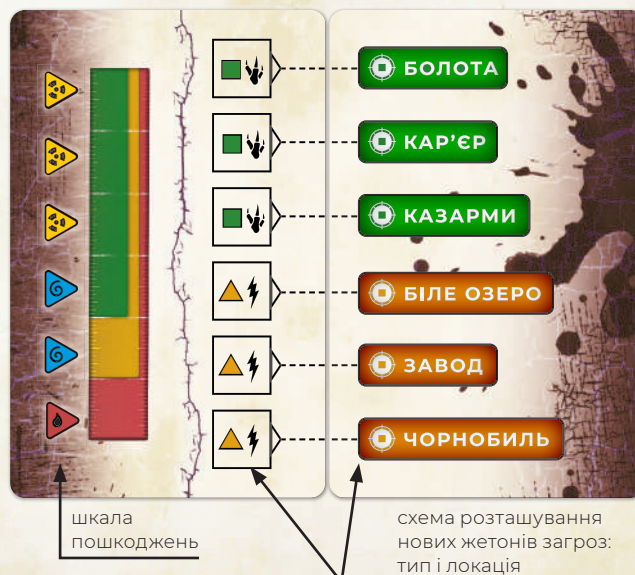 БОЛОТА
КАР’ЄР
КАЗАРМИ
БІЛЕ ОЗЕРО
ЗАВОД
ЧОРНОБИЛЬ
шкала
пошкоджень
схема розташування
нових жетонів загроз:
тип і локація